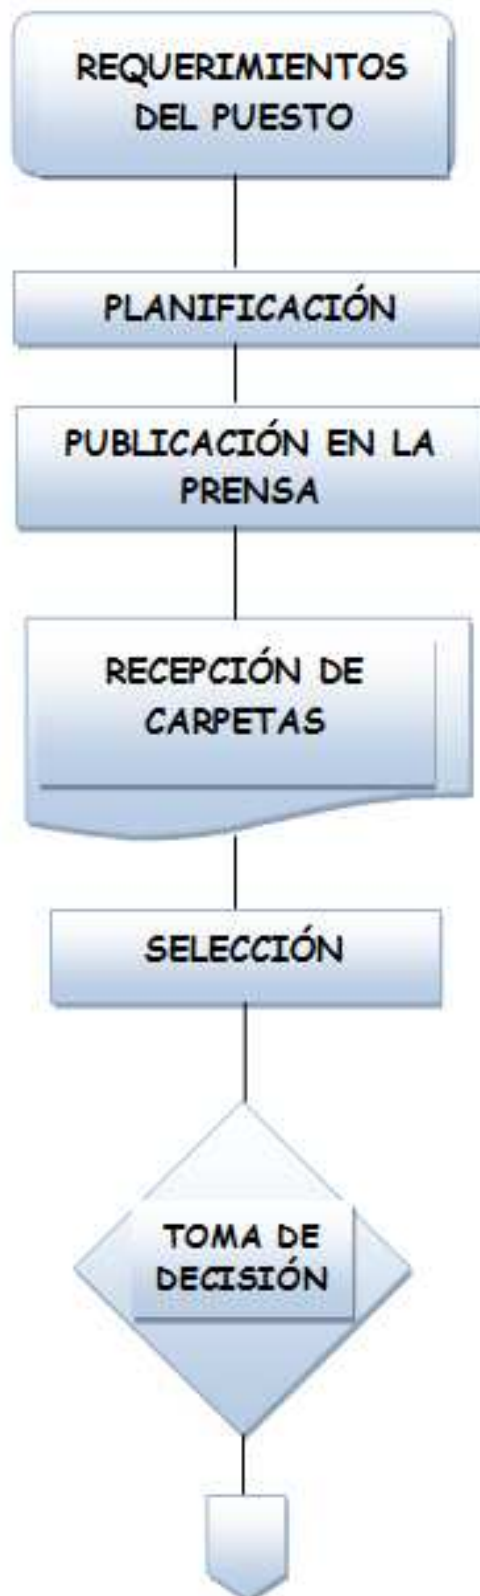 REQUERIMIENTOS
DEL PUESTO
PLANIFICACIÓN
PUBLICACIÓN EN LA
PRENSA
RECEPCIÓN DE
CARPETAS
SELECCIÓN
TOMA DE
DECISIÓN